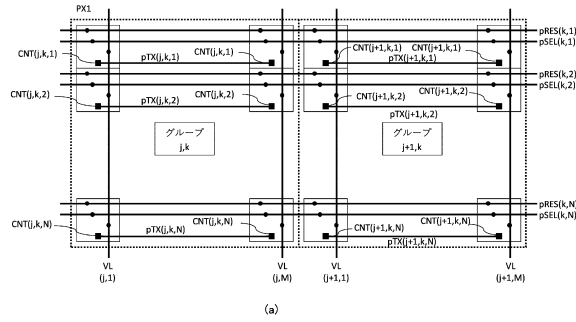 PX1
pRES(k,1)
pSEL(k,1)
CNT(j,k,1)
pTX(j,k,1)
CNT(j,k,1)
CNT(j+1,k,1)
CNT(j+1,k,1)
pTX(j+1,k,1)
pRES(k,2)
pSEL(k,2)
CNT(j,k,2)
pTX(j,k,2)
CNT(j,k,2)
CNT(j+1,k,2)
pTX(j+1,k,2)
グループ
j,k
グループ
j+1,k
pRES(k,N)
pSEL(k,N)
CNT(j,k,N)
pTX(j,k,N)
CNT(j,k,N)
CNT(j+1,k,N)
CNT(j+1,k,N)
pTX(j+1,k,N)
VL
(j,1)
VL
(j,M)
VL
(j+1,1)
VL
(j+1,M)
(a)